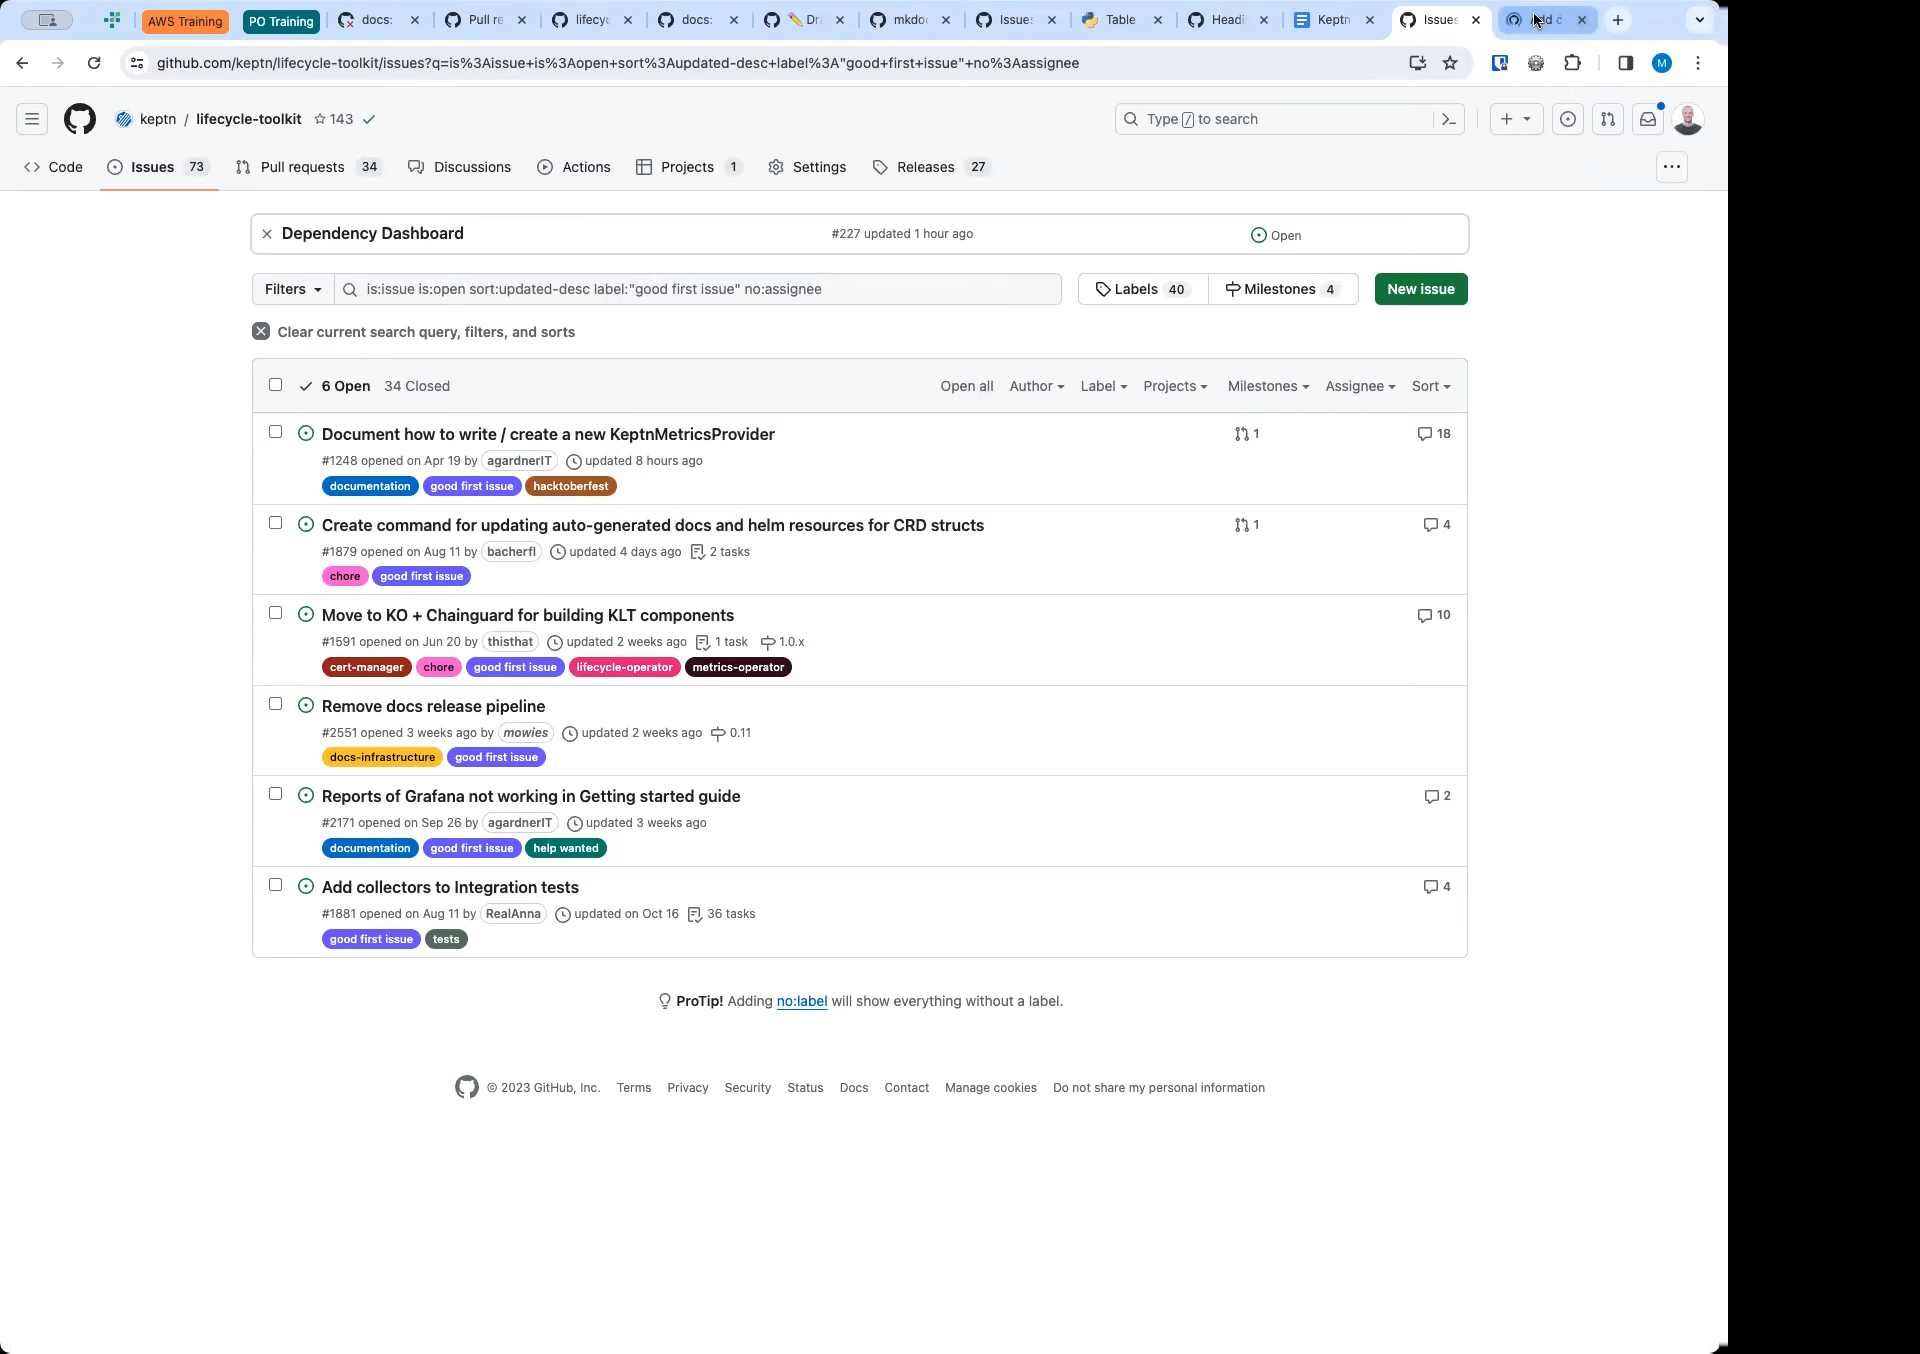 AWS Training PO Training docs: Pull re lifecy docs: Dr mkdo Issues Table Headi Keptn Issues Add c
github.com/keptn/lifecycle-toolkit/issues?q=is%3Aissue+is%3Aopen+sort%3Aupdated-desc+label%3A"good+first+issue"+no%3Aassignee M
keptn / lifecycle-toolkit 143 Type / to search
Code Issues 73 Pull requests 34 Discussions Actions Projects 1 Settings Releases 27
Dependency Dashboard #227 updated 1 hour ago Open
Filters is:issue is:open sort:updated-desc label:"good first issue" no:assignee Labels 40 Milestones 4 New issue
Clear current search query, filters, and sorts
6 Open 34 Closed Open all Author Label Projects Milestones Assignee Sort
Document how to write / create a new KeptnMetricsProvider 1 18
#1248 opened on Apr 19 by agardnerIT updated 8 hours ago
documentation good first issue hacktoberfest
Create command for updating auto-generated docs and helm resources for CRD structs 1 4
#1879 opened on Aug 11 by bacherfl updated 4 days ago 2 tasks
chore good first issue
Move to KO + Chainguard for building KLT components 10
#1591 opened on Jun 20 by thisthat updated 2 weeks ago 1 task 1.0.x
cert-manager chore good first issue lifecycle-operator metrics-operator
Remove docs release pipeline
#2551 opened 3 weeks ago by mowies updated 2 weeks ago 0.11
docs-infrastructure good first issue
Reports of Grafana not working in Getting started guide 2
#2171 opened on Sep 26 by agardnerIT updated 3 weeks ago
documentation good first issue help wanted
Add collectors to Integration tests 4
#1881 opened on Aug 11 by RealAnna updated on Oct 16 36 tasks
good first issue tests
ProTip! Adding no:label will show everything without a label.
© 2023 GitHub, Inc. Terms Privacy Security Status Docs Contact Manage cookies Do not share my personal information